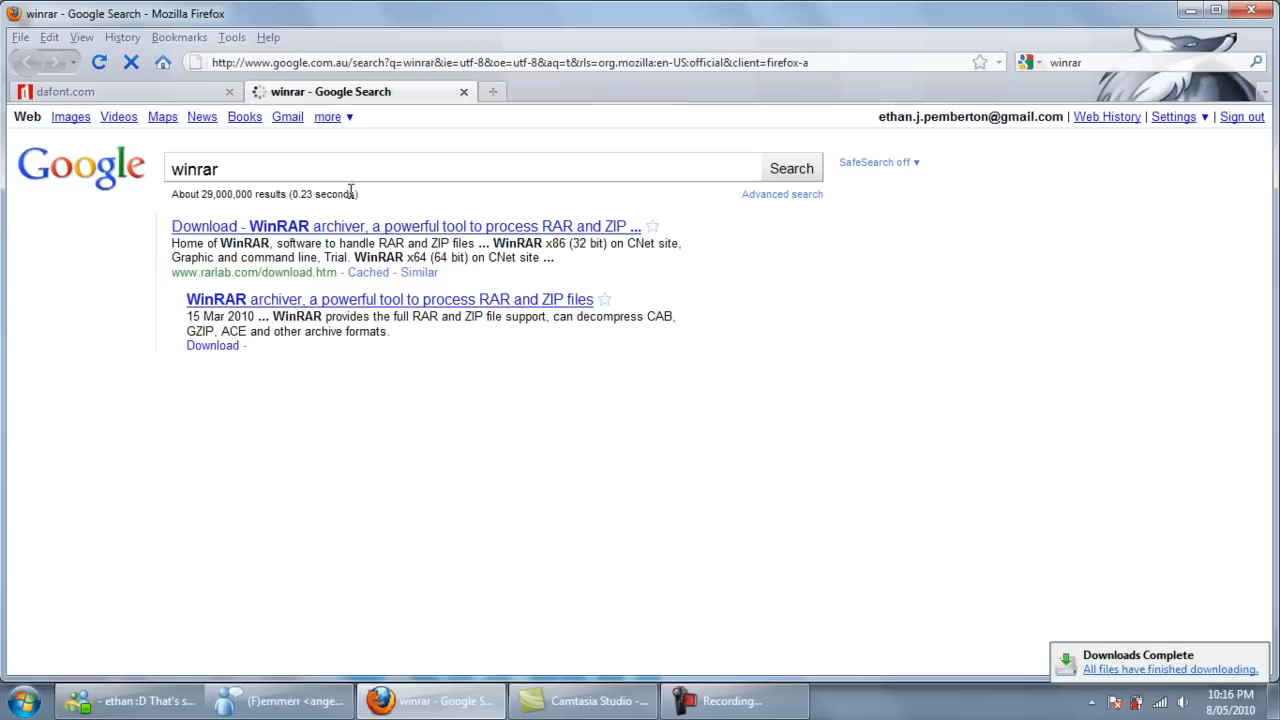 winrar - Google Search - Mozilla Firefox
File Edit View History Bookmarks Tools Help
http://www.google.com.au/search?q=winrar&ie=utf-8&oe=utf-8&aq=t&rls=org.mozilla:en-US:official&client=firefox-a
winrar
dafont.com
winrar - Google Search
Web Images Videos Maps News Books Gmail more ▼
ethan.j.pemberton@gmail.com | Web History | Settings ▼ | Sign out
Google
winrar
Search
SafeSearch off ▼
About 29,000,000 results (0.23 seconds)
Advanced search
Download - WinRAR archiver, a powerful tool to process RAR and ZIP ...
Home of WinRAR, software to handle RAR and ZIP files ... WinRAR x86 (32 bit) on CNet site,
Graphic and command line, Trial. WinRAR x64 (64 bit) on CNet site ...
www.rarlab.com/download.htm - Cached - Similar
WinRAR archiver, a powerful tool to process RAR and ZIP files
15 Mar 2010 ... WinRAR provides the full RAR and ZIP file support, can decompress CAB,
GZIP, ACE and other archive formats.
Download -
Downloads Complete
All files have finished downloading.
- ethan :D That's s...
(F)emmerr <ange...
winrar - Google S...
Camtasia Studio -...
Recording...
10:16 PM
8/05/2010